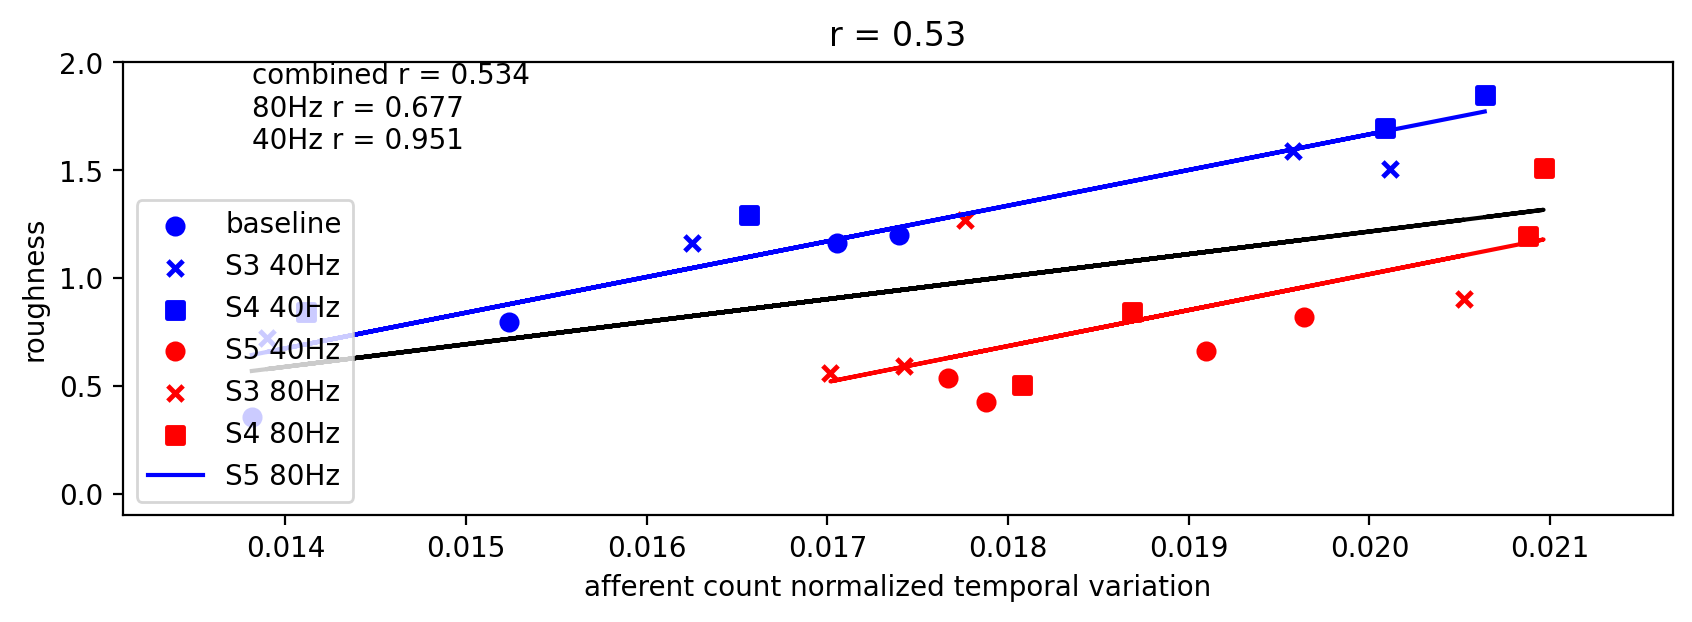 r = 0.53
combined r = 0.534
80Hz r = 0.677
40Hz r = 0.951
baseline
S3 40Hz
S4 40Hz
S5 40Hz
S3 80Hz
S4 80Hz
S5 80Hz
roughness
2.0
1.5
1.0
0.5
0.0
0.014 0.015 0.016 0.017 0.018 0.019 0.020 0.021
afferent count normalized temporal variation